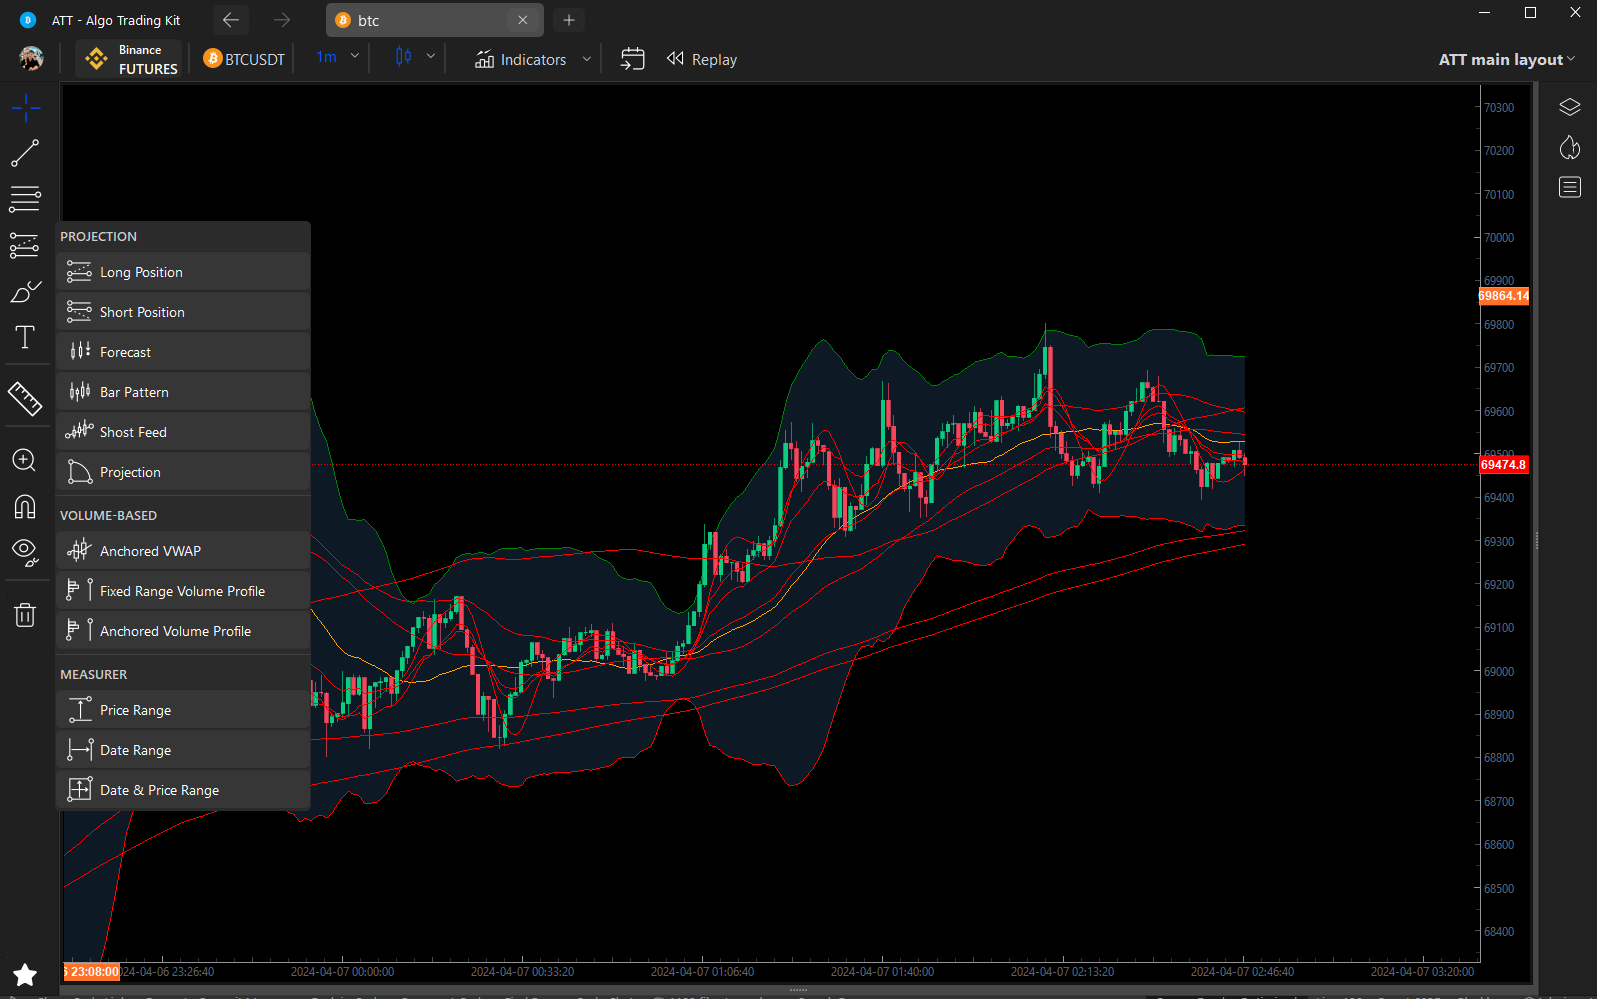 ATT - Algo Trading Kit
btc
Binance
FUTURES
BTCUSDT
1m
Indicators
Replay
ATT main layout
PROJECTION
Long Position
Short Position
Forecast
Bar Pattern
Shost Feed
Projection
VOLUME-BASED
Anchored VWAP
Fixed Range Volume Profile
Anchored Volume Profile
MEASURER
Price Range
Date Range
Date & Price Range
70300
70200
70100
70000
69900
69864.14
69800
69700
69600
69500
69474.8
69400
69300
69200
69100
69000
68900
68800
68700
68600
68500
68400
6 23:08:00
2024-04-06 23:26:40
2024-04-07 00:00:00
2024-04-07 00:33:20
2024-04-07 01:06:40
2024-04-07 01:40:00
2024-04-07 02:13:20
2024-04-07 02:46:40
2024-04-07 03:20:00